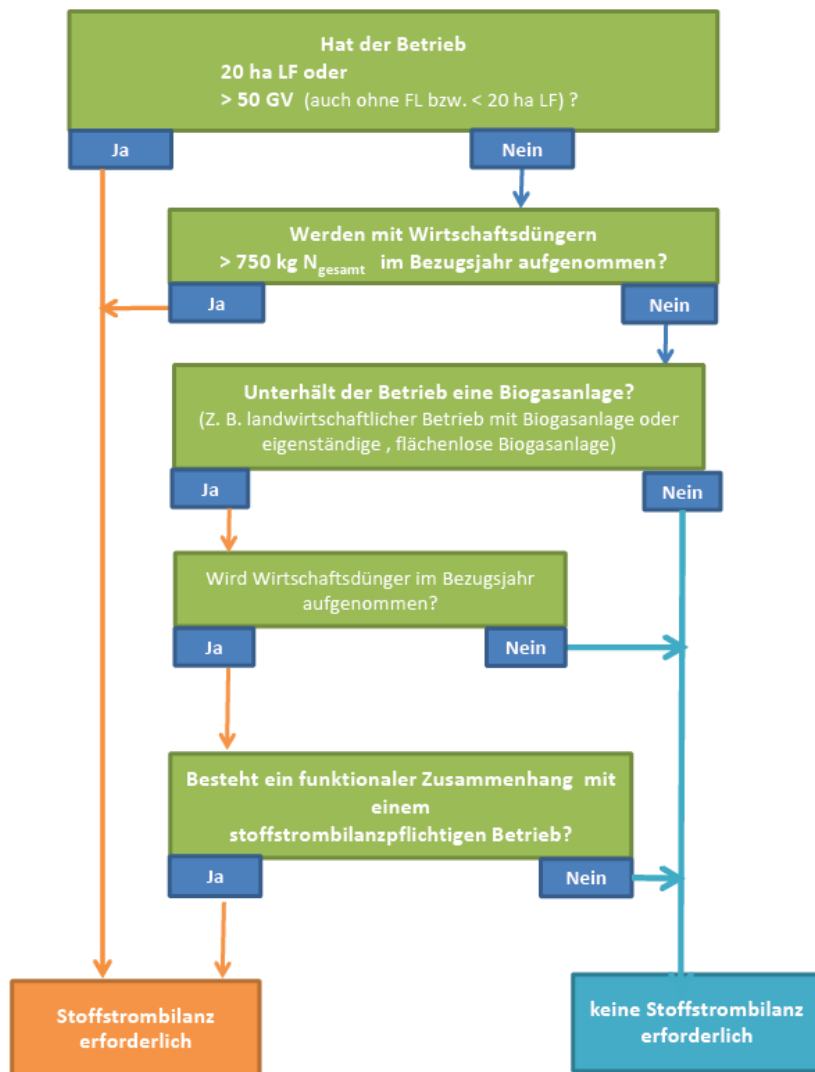 Hat der Betrieb
20 ha LF oder
> 50 GV (auch ohne FL bzw. < 20 ha LF) ?
Ja
Nein
Werden mit Wirtschaftsdüngern
> 750 kg Ngesamt im Bezugsjahr aufgenommen?
Ja
Nein
Unterhält der Betrieb eine Biogasanlage?
(Z. B. landwirtschaftlicher Betrieb mit Biogasanlage oder
eigenständige , flächenlose Biogasanlage)
Ja
Nein
Wird Wirtschaftsdünger im Bezugsjahr
aufgenommen?
Ja
Nein
Besteht ein funktionaler Zusammenhang mit
einem
stoffstrombilanzpflichtigen Betrieb?
Ja
Nein
Stoffstrombilanz
erforderlich
keine Stoffstrombilanz
erforderlich